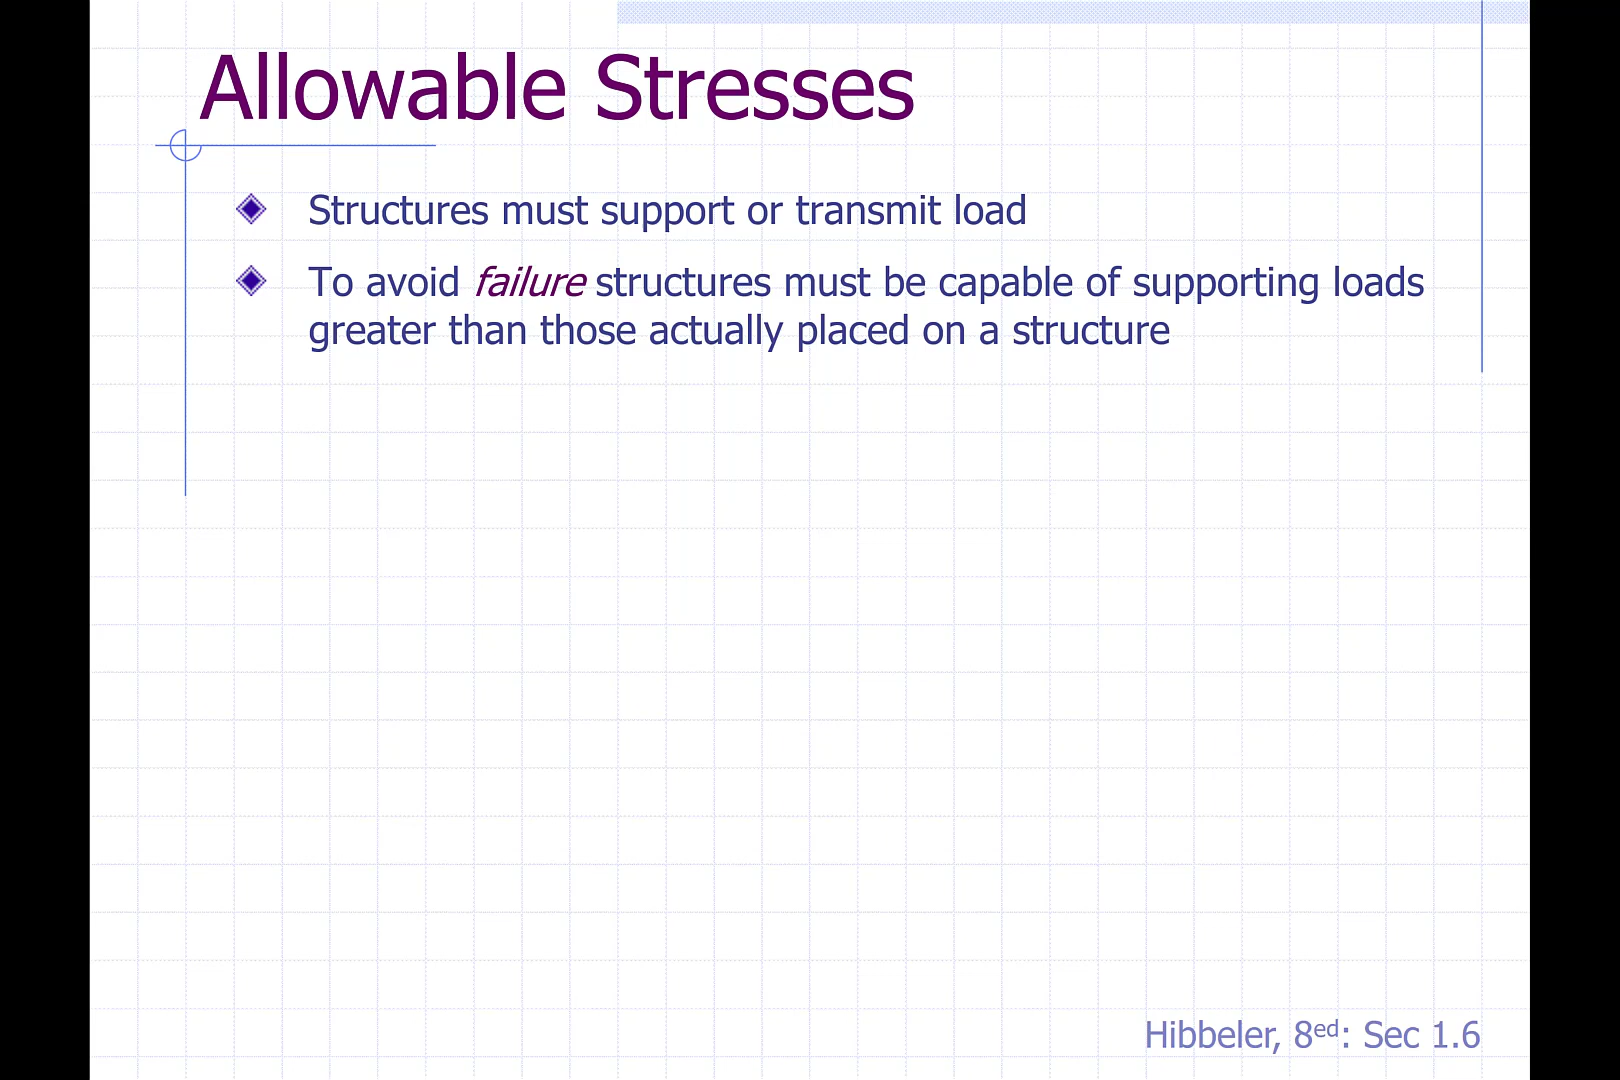 Allowable Stresses
Structures must support or transmit load
To avoid failure structures must be capable of supporting loads
greater than those actually placed on a structure
Hibbeler, 8ed: Sec 1.6